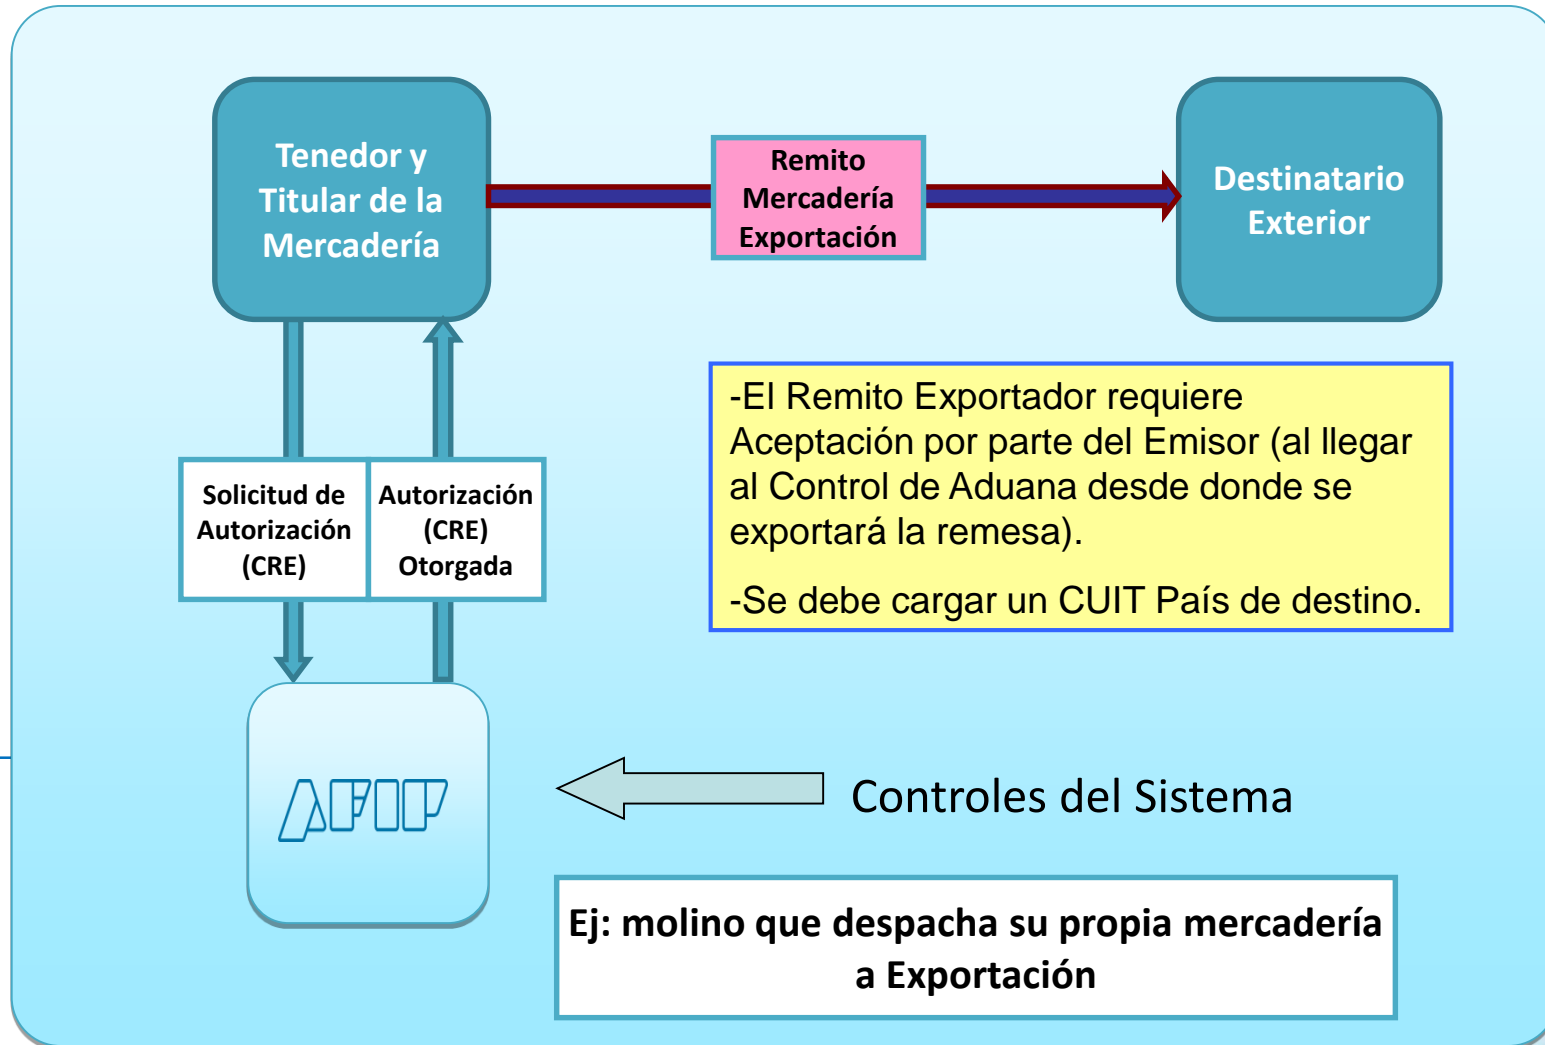 Tenedor y
Titular de la
Mercadería
Remito
Mercadería
Exportación
Destinatario
Exterior
-El Remito Exportador requiere
Aceptación por parte del Emisor (al llegar
al Control de Aduana desde donde se
exportará la remesa).
-Se debe cargar un CUIT País de destino.
Solicitud de
Autorización
(CRE)
Autorización
(CRE)
Otorgada
AFIP
Controles del Sistema
Ej: molino que despacha su propia mercadería
a Exportación